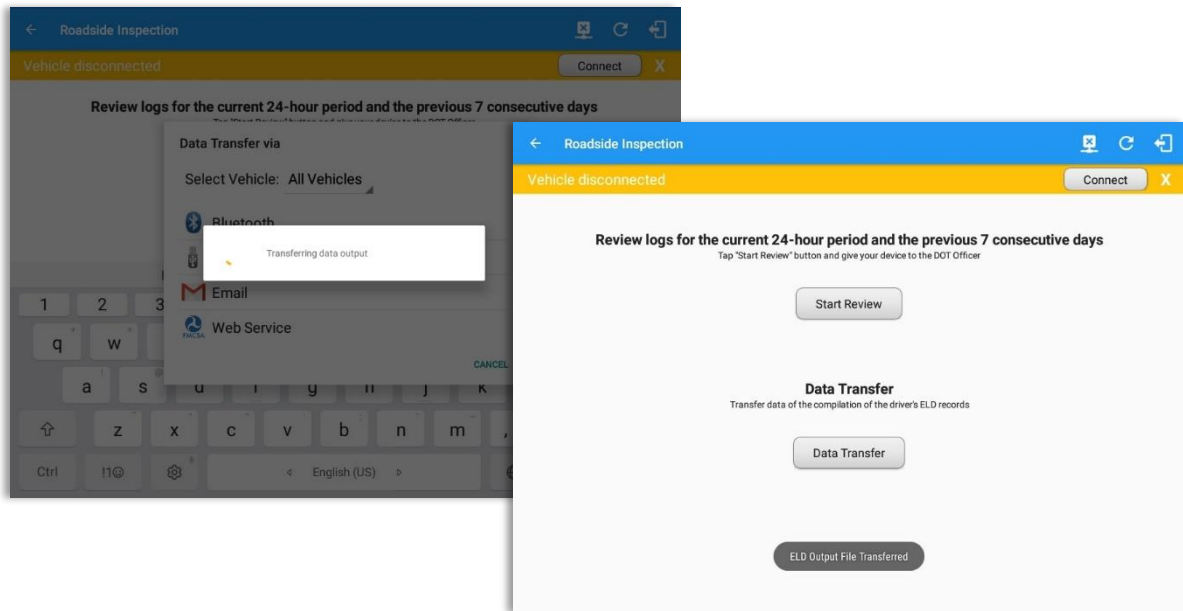 Roadside Inspection
Vehicle disconnected
Connect
X
Review logs for the current 24-hour period and the previous 7 consecutive days
Data Transfer via
Select Vehicle: All Vehicles
Bluetooth
Transferring data output
Email
FMCSA
Web Service
CANCEL
1 2 3
q w
a s d f g h j k
z x c v b n m ,
Ctrl !1☺ English (US)
Roadside Inspection
Vehicle disconnected
Connect
X
Review logs for the current 24-hour period and the previous 7 consecutive days
Tap "Start Review" button and give your device to the DOT Officer
Start Review
Data Transfer
Transfer data of the compilation of the driver's ELD records
Data Transfer
ELD Output File Transferred